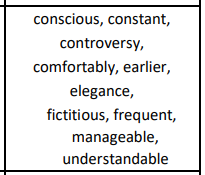 conscious, constant,
controversy,
comfortably, earlier,
elegance,
fictitious, frequent,
manageable,
understandable